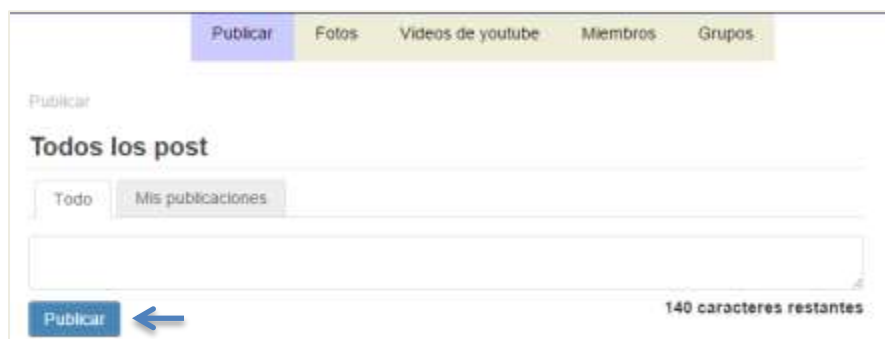 Publicar Fotos Videos de youtube Miembros Grupos
Publicar
Todos los post
Todo Mis publicaciones
140 caracteres restantes
Publicar